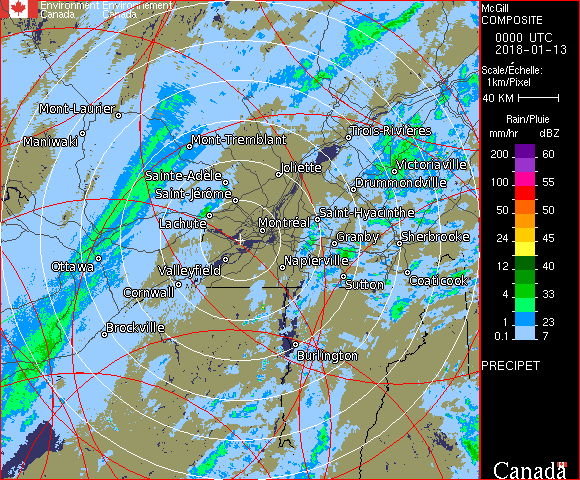 Environment Environnement
Canada Canada
McGill
COMPOSITE
0000 UTC
2018-01-13
Scale/Échelle:
1km/Pixel
40 KM
Rain/Pluie
mm/hr dBZ
200 60
100 55
50 50
24 45
12 40
4 33
1 23
0.1 7
PRECIPET
Canada
Mont-Laurier
Maniwaki
Mont-Tremblant
Trois-Rivières
Joliette
Victoriaville
Sainte-Adèle
Drummondville
Saint-Jérôme
Lachute
Saint-Hyacinthe
Montréal
Granby
Sherbrooke
Ottawa
Valleyfield
Napierville
Coaticook
Sutton
Cornwall
Brockville
Burlington